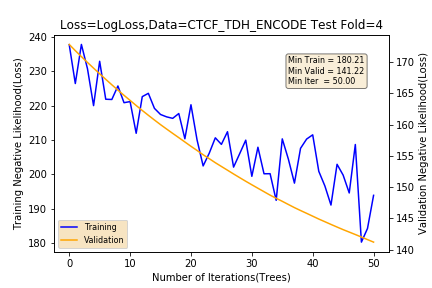 Loss=LogLoss,Data=CTCF_TDH_ENCODE Test Fold=4
Training Negative Likelihood(Loss)
240
230
220
210
200
190
180
Min Train = 180.21
Min Valid = 141.22
Min Iter = 50.00
Training
Validation
170
165
160
155
150
145
140
Validation Negative Likelihood(Loss)
0 10 20 30 40 50
Number of Iterations(Trees)